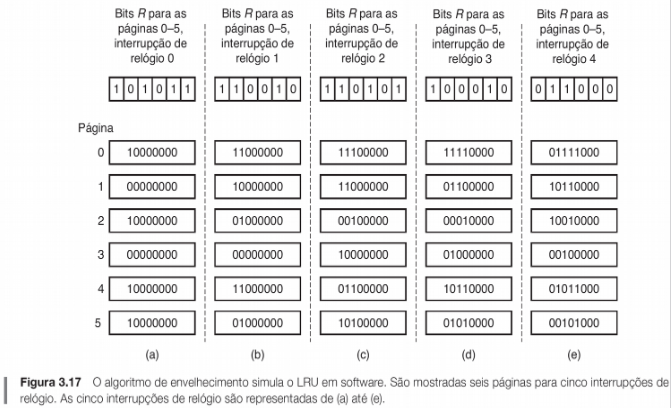 Bits R para as páginas 0–5, interrupção de relógio 0
Bits R para as páginas 0–5, interrupção de relógio 1
Bits R para as páginas 0–5, interrupção de relógio 2
Bits R para as páginas 0–5, interrupção de relógio 3
Bits R para as páginas 0–5, interrupção de relógio 4
1 0 1 0 1 1
1 1 0 0 1 0
1 1 0 1 0 1
1 0 0 0 1 0
0 1 1 0 0 0
Página
0 10000000 11000000 11100000 11110000 01111000
1 00000000 10000000 11000000 01100000 10110000
2 10000000 01000000 00100000 00010000 10010000
3 00000000 00000000 10000000 01000000 00100000
4 10000000 11000000 01100000 10110000 01011000
5 10000000 01000000 10100000 01010000 00101000
(a) (b) (c) (d) (e)
Figura 3.17 O algoritmo de envelhecimento simula o LRU em software. São mostradas seis páginas para cinco interrupções de
relógio. As cinco interrupções de relógio são representadas de (a) até (e).